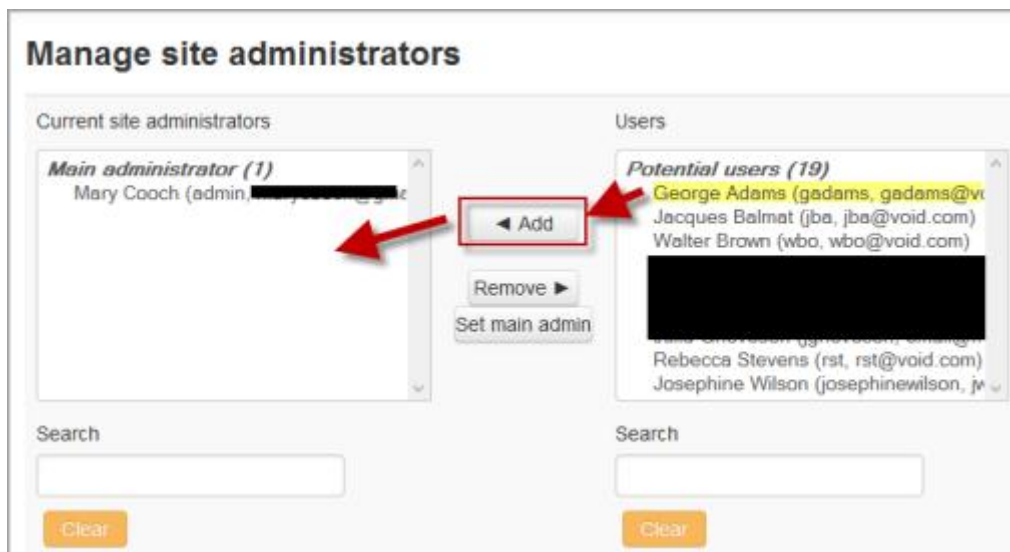 Manage site administrators
Current site administrators
Main administrator (1)
Mary Cooch (admin,
Add
Remove
Set main admin
Search
Clear
Users
Potential users (19)
George Adams (gadams, gadams@vo
Jacques Balmat (jba, jba@void.com)
Walter Brown (wbo, wbo@void.com)
Rebecca Stevens (rst, rst@void.com)
Josephine Wilson (josephinewilson, jw
Search
Clear